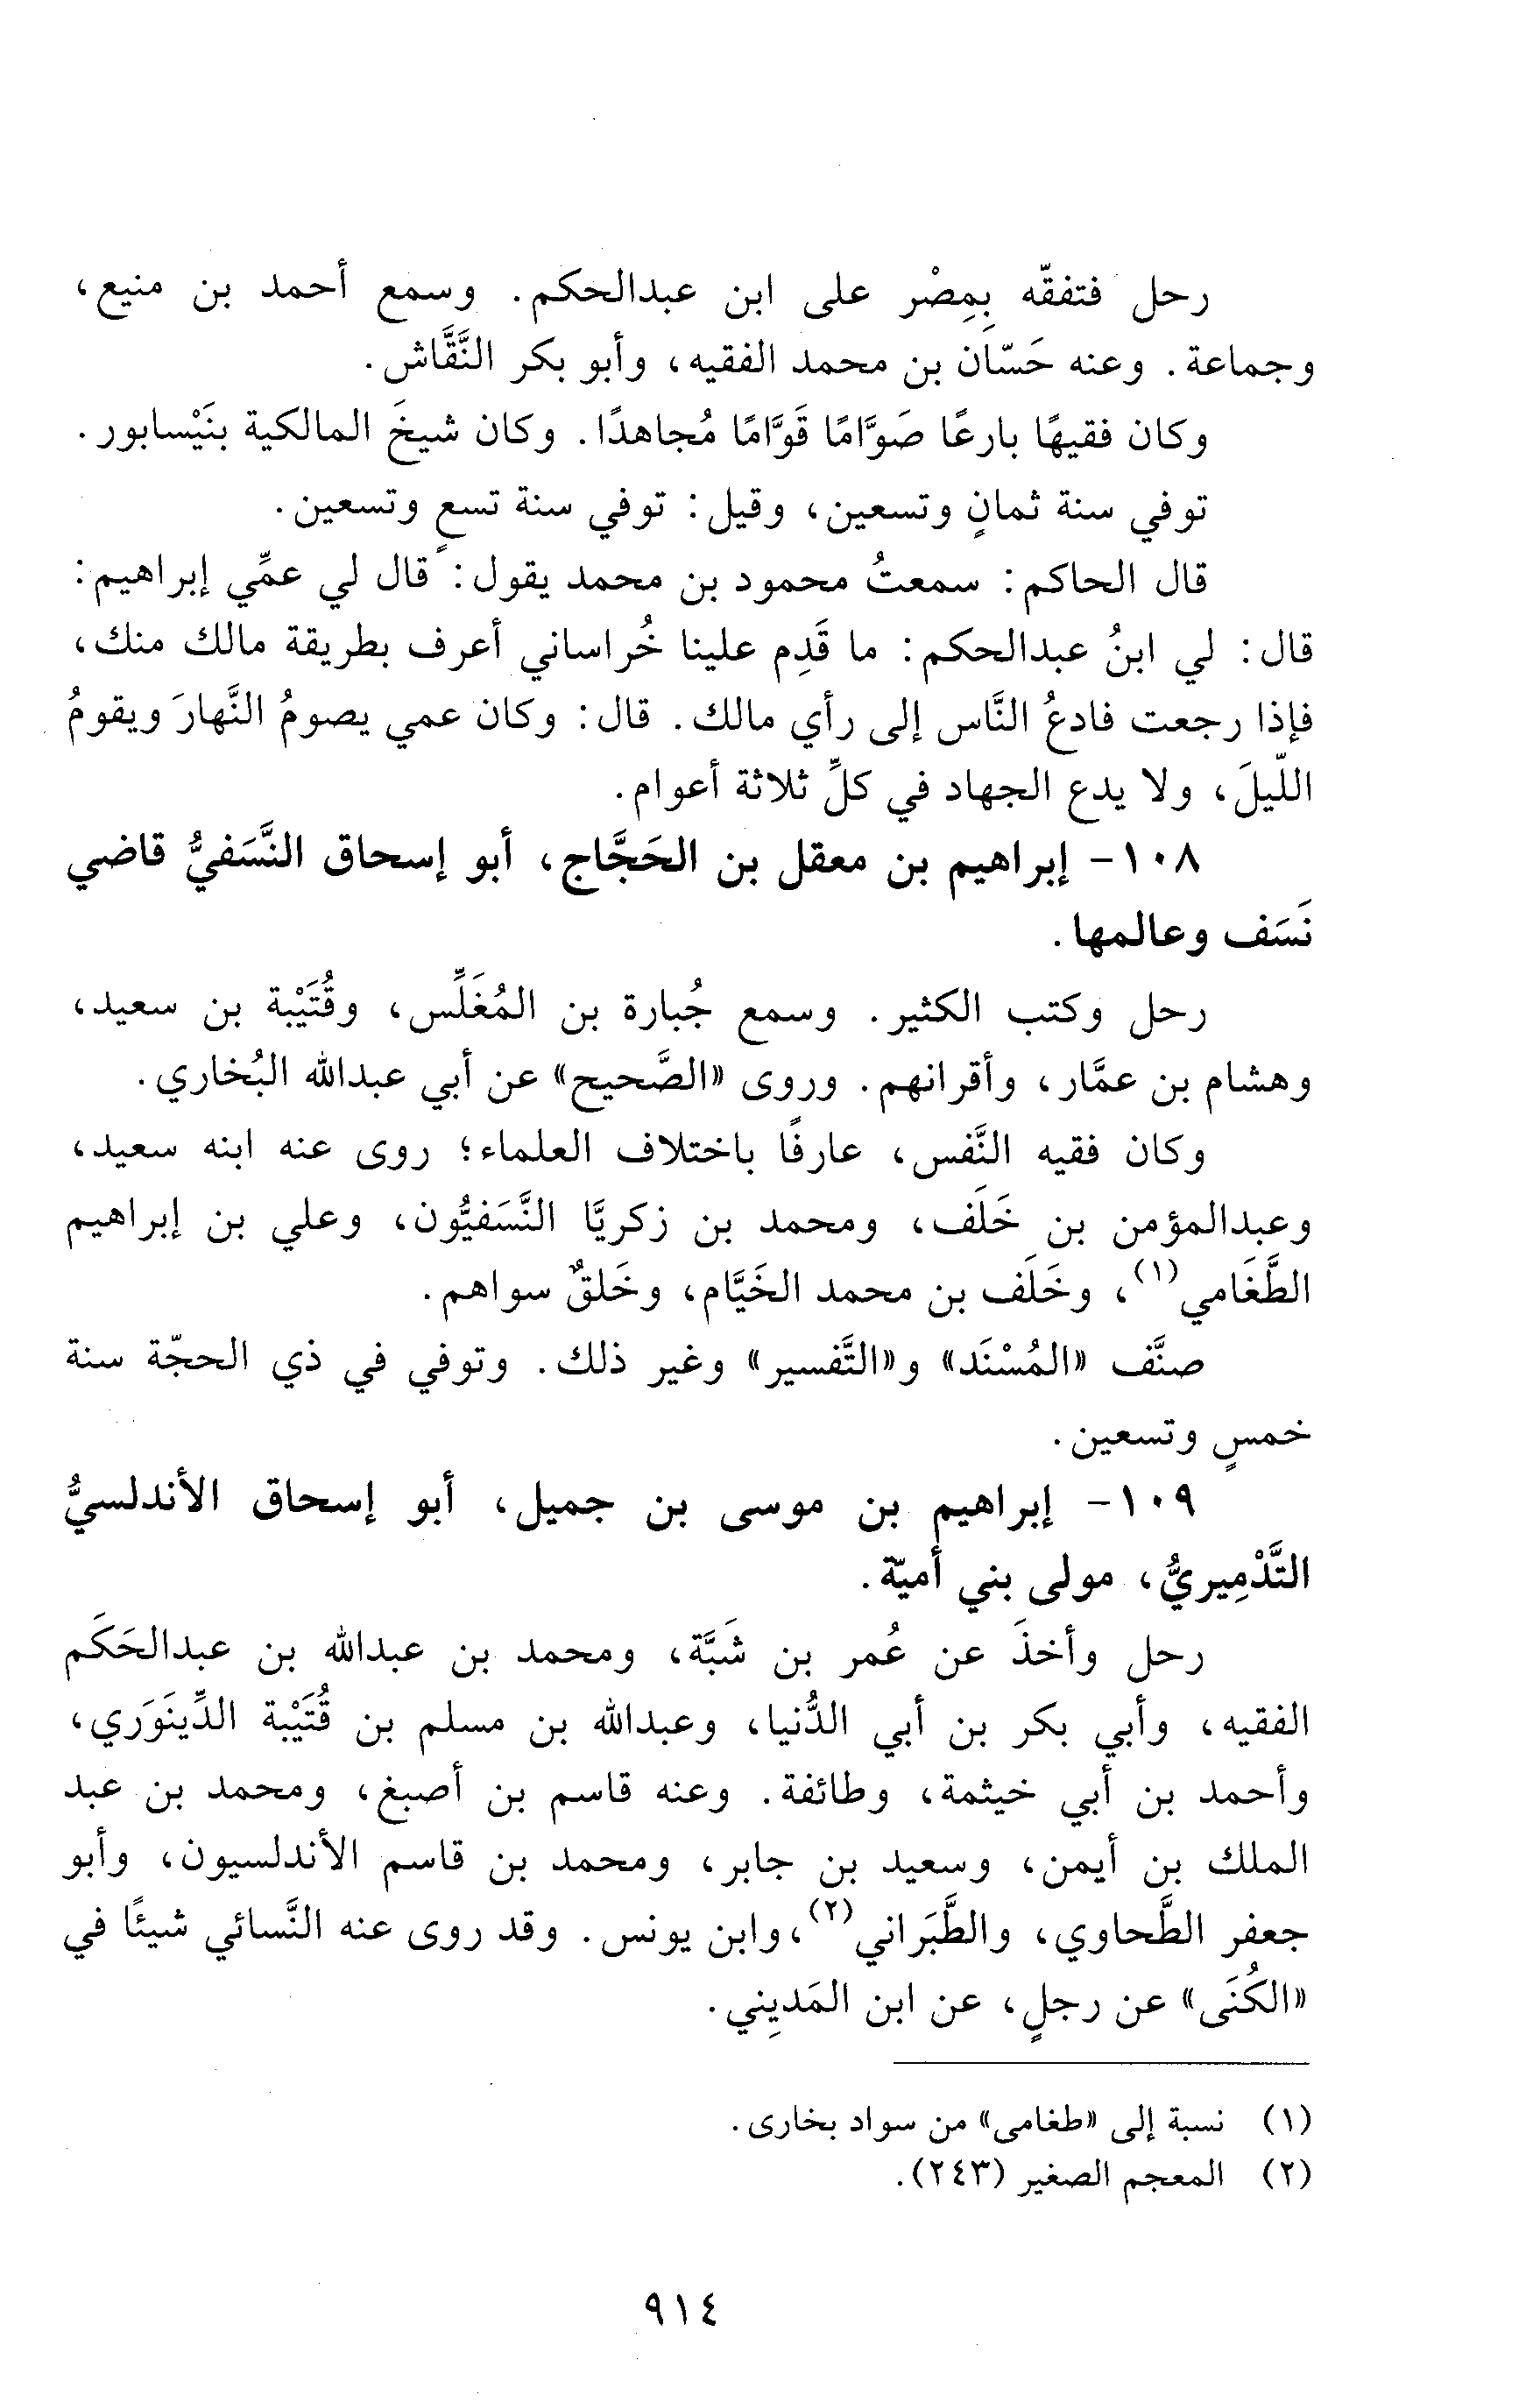 رحل فتفقّه بِمِصْر على ابن عبدالحكم. وسمع أحمد بن منيع،
وجماعة. وعنه حَسّان بن محمد الفقيه، وأبو بكر النَّقَّاش.
وكان فقيهًا بارعًا صَوَّامًا قَوَّامًا مُجاهدًا. وكان شيخَ المالكية بنَيْسابور.
توفي سنة ثمانٍ وتسعين، وقيل: توفي سنة تسعٍ وتسعين.
قال الحاكم: سمعتُ محمود بن محمد يقول: قال لي عمِّي إبراهيم:
قال: لي ابنُ عبدالحكم: ما قَدِم علينا خُراساني أعرف بطريقة مالك منك،
فإذا رجعت فادعُ النَّاس إلى رأي مالك. قال: وكان عمي يصومُ النَّهارَ ويقومُ
اللّيلَ، ولا يدع الجهاد في كلِّ ثلاثة أعوام.
١٠٨- إبراهيم بن معقل بن الحَجَّاج، أبو إسحاق النَّسَفيُّ قاضي
نَسَف وعالمها.
رحل وكتب الكثير. وسمع جُبارة بن المُغَلِّس، وقُتَيْبة بن سعيد،
وهشام بن عمَّار، وأقرانهم. وروى «الصَّحيح» عن أبي عبدالله البُخاري.
وكان فقيه النَّفس، عارفًا باختلاف العلماء؛ روى عنه ابنه سعيد،
وعبدالمؤمن بن خَلَف، ومحمد بن زكريَّا النَّسَفيُّون، وعلي بن إبراهيم
الطَّغَامي(١)، وخَلَف بن محمد الخَيَّام، وخَلقٌ سواهم.
صنَّف «المُسْنَد» و«التَّفسير» وغير ذلك. وتوفي في ذي الحجّة سنة
خمسٍ وتسعين.
١٠٩- إبراهيم بن موسى بن جميل، أبو إسحاق الأندلسيُّ
التَّدْمِيريُّ، مولى بني أميّة.
رحل وأخذَ عن عُمر بن شَبَّة، ومحمد بن عبدالله بن عبدالحَكَم
الفقيه، وأبي بكر بن أبي الدُّنيا، وعبدالله بن مسلم بن قُتَيْبة الدِّينَوَري،
وأحمد بن أبي خيثمة، وطائفة. وعنه قاسم بن أصبغ، ومحمد بن عبد
الملك بن أيمن، وسعيد بن جابر، ومحمد بن قاسم الأندلسيون، وأبو
جعفر الطَّحاوي، والطَّبَراني(٢)، وابن يونس. وقد روى عنه النَّسائي شيئًا في
«الكُنَى» عن رجلٍ، عن ابن المَدِيني.
(١) نسبة إلى «طغامى» من سواد بخارى.
(٢) المعجم الصغير (٢٤٣).
٩١٤